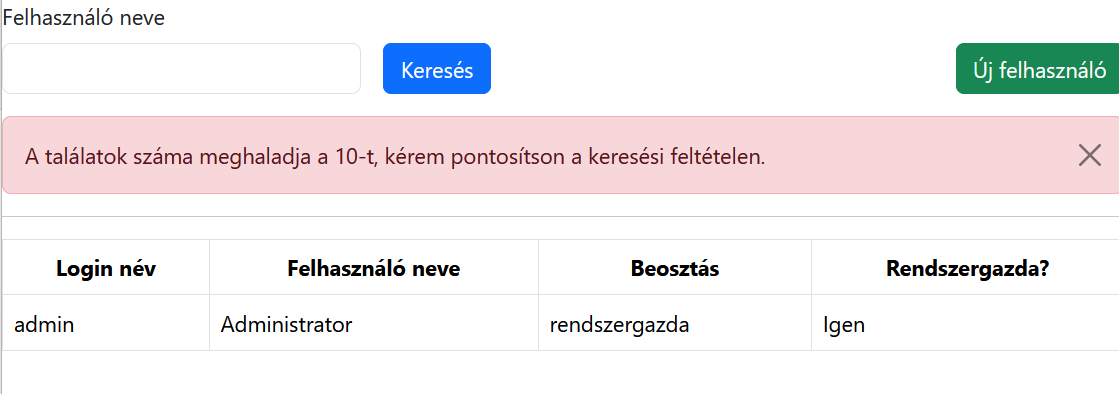 Felhasználó neve
Keresés
Új felhasználó
A találatok száma meghaladja a 10-t, kérem pontosítson a keresési feltételen.
Login név Felhasználó neve Beosztás Rendszergazda?
admin Administrator rendszergazda Igen